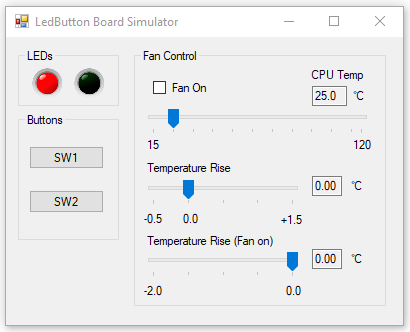 LedButton Board Simulator
LEDs
Buttons
SW1
SW2
Fan Control
Fan On
CPU Temp
25.0 °C
15 120
Temperature Rise
0.00 °C
-0.5 0.0 +1.5
Temperature Rise (Fan on)
0.00 °C
-2.0 0.0